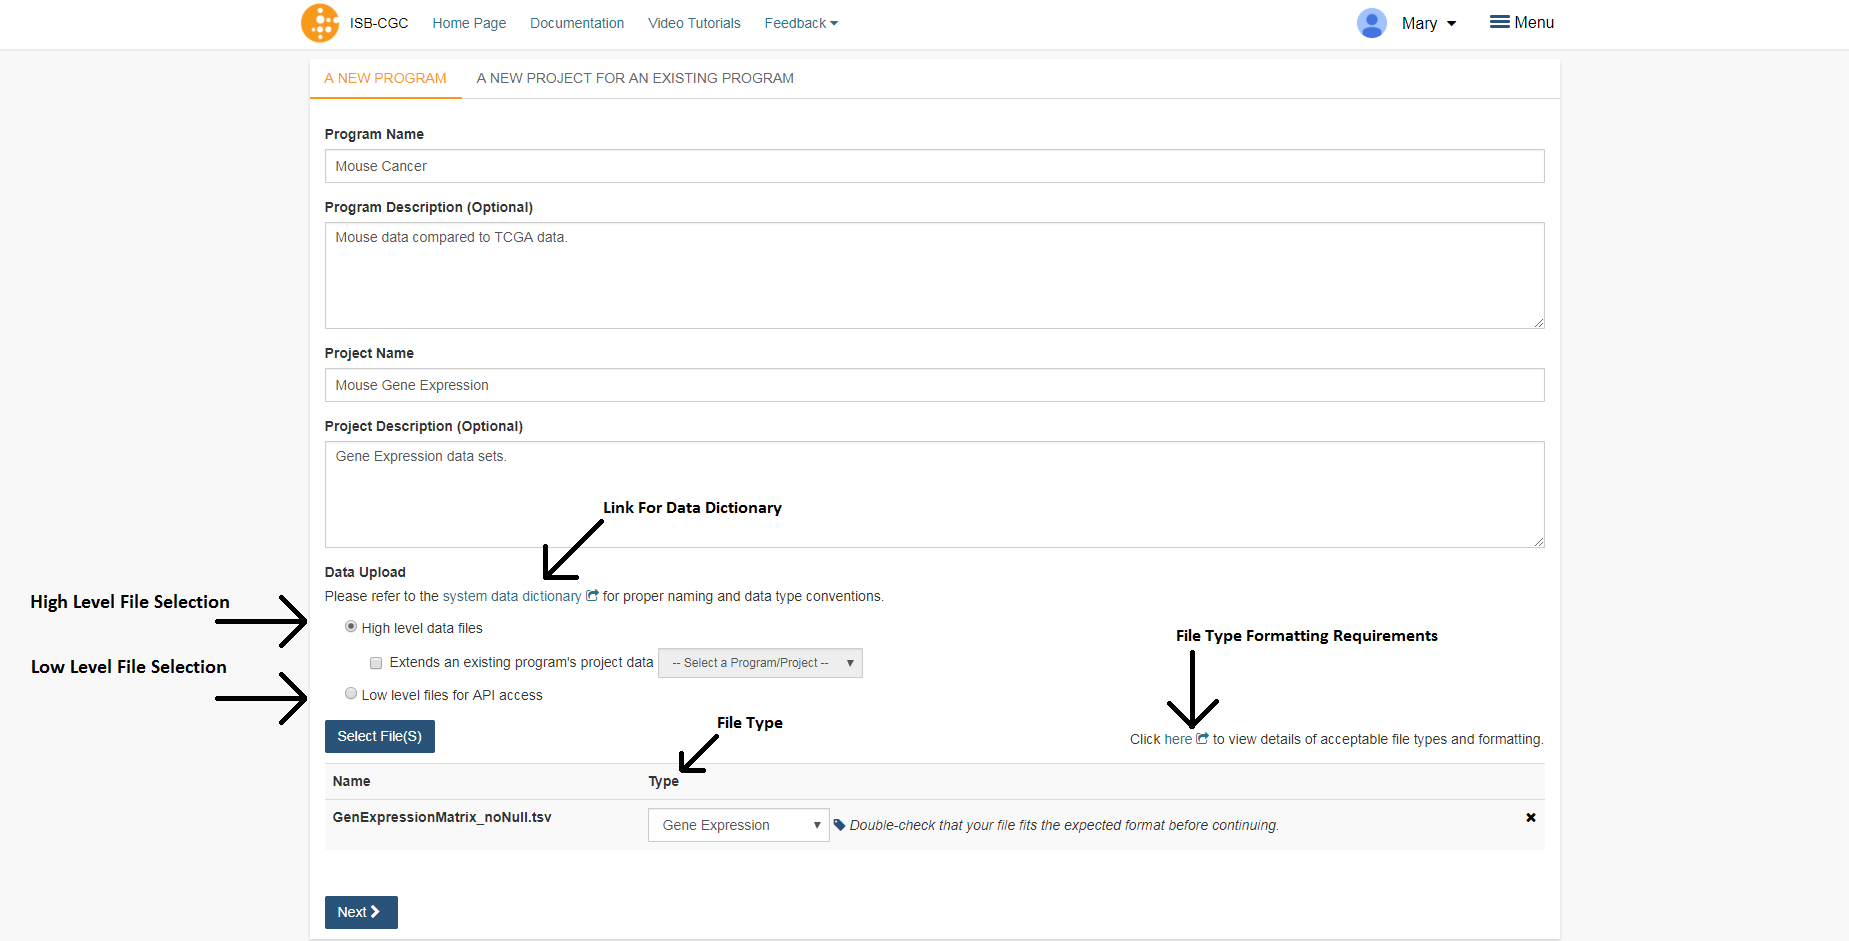 ISB-CGC Home Page Documentation Video Tutorials Feedback Mary Menu
A NEW PROGRAM A NEW PROJECT FOR AN EXISTING PROGRAM
Program Name
Mouse Cancer
Program Description (Optional)
Mouse data compared to TCGA data.
Project Name
Mouse Gene Expression
Project Description (Optional)
Gene Expression data sets.
Link For Data Dictionary
Data Upload
Please refer to the system data dictionary for proper naming and data type conventions.
High Level File Selection
High level data files
File Type Formatting Requirements
Extends an existing program's project data -- Select a Program/Project --
Low Level File Selection
Low level files for API access
File Type
Select File(S)
Click here to view details of acceptable file types and formatting.
Name Type
GenExpressionMatrix_noNull.tsv Gene Expression Double-check that your file fits the expected format before continuing.
Next